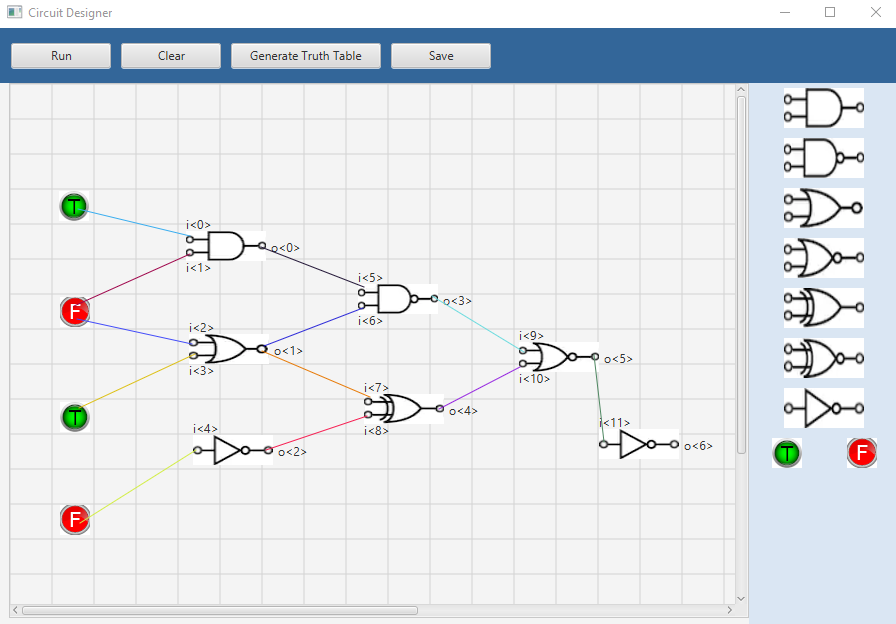 Circuit Designer
Run Clear Generate Truth Table Save
T
i<0>
o<0>
i<1>
i<5>
o<3>
F
i<6>
i<2>
i<9>
o<1>
o<5>
i<3>
i<10>
i<7>
o<4>
T
i<8>
i<4>
i<11>
o<2>
o<6>
T F
F